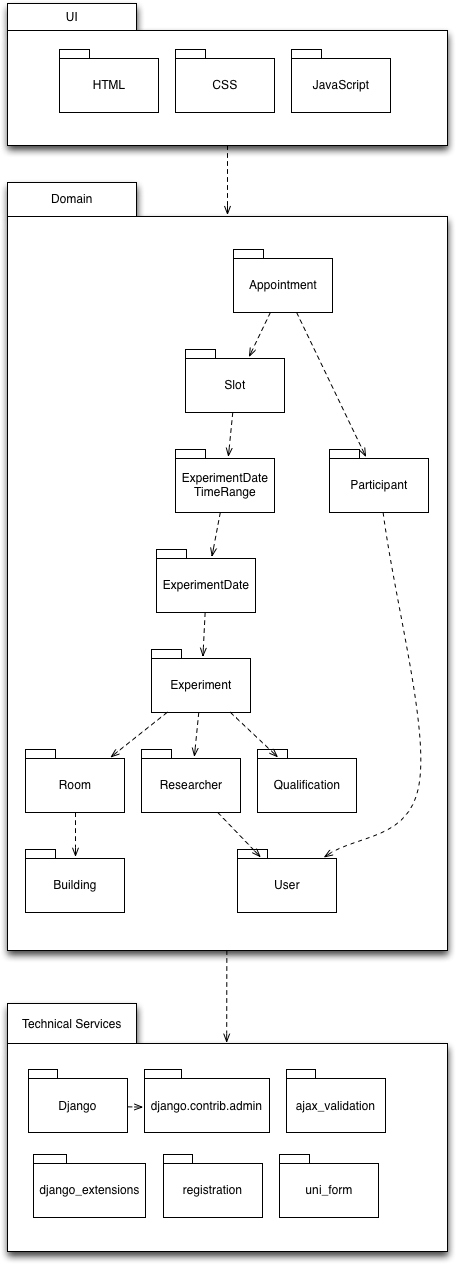 UI
HTML
CSS
JavaScript
Domain
Appointment
Slot
ExperimentDate
TimeRange
Participant
ExperimentDate
Experiment
Room
Researcher
Qualification
Building
User
Technical Services
Django
django.contrib.admin
ajax_validation
django_extensions
registration
uni_form